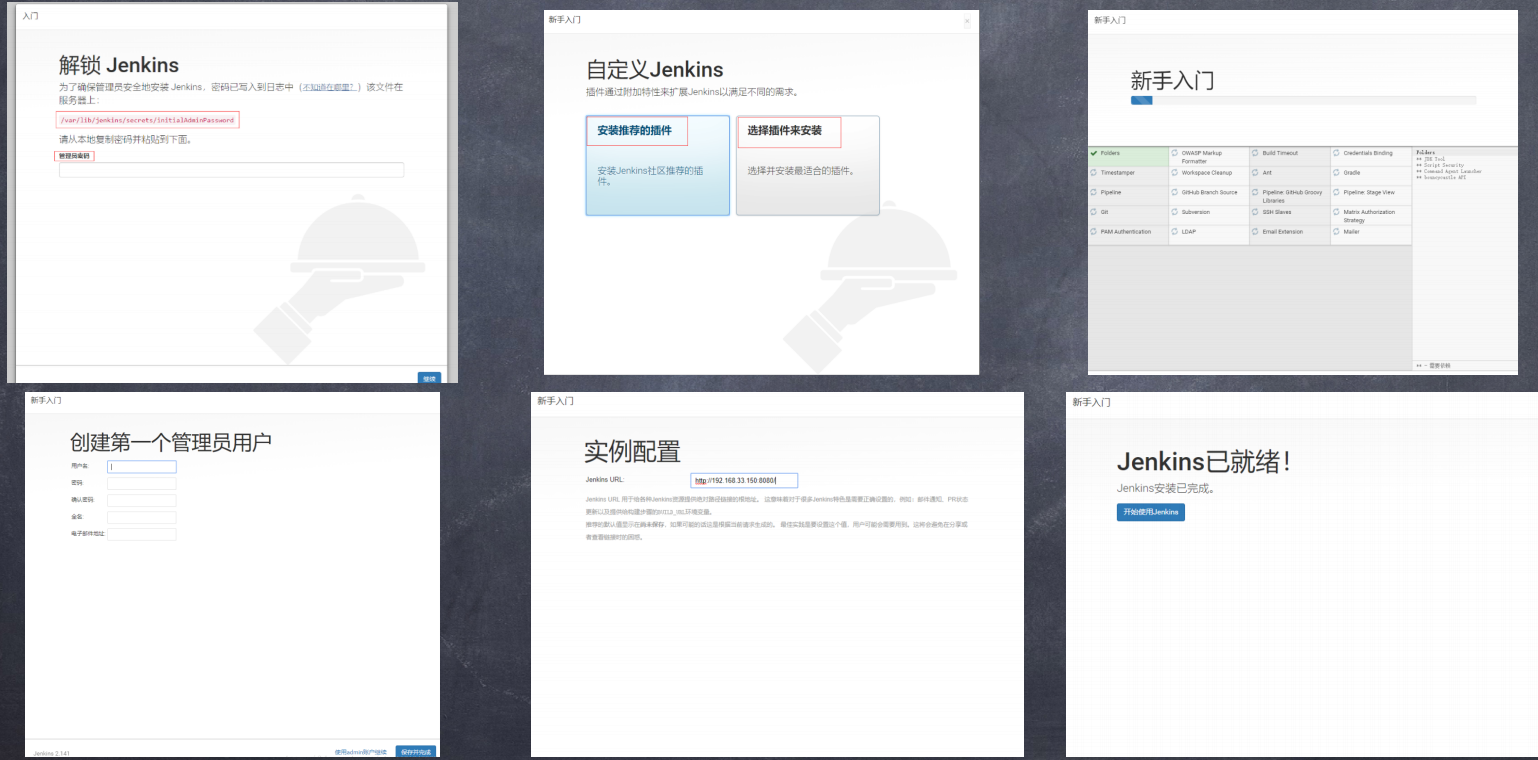 入门
解锁 Jenkins
为了确保管理员安全地安装 Jenkins，密码已写入到日志中（不知道在哪里？）该文件在
服务器上：
/var/lib/jenkins/secrets/initialAdminPassword
请从本地复制密码并粘贴到下面。
管理员密码
继续
新手入门
×
自定义Jenkins
插件通过附加特性来扩展Jenkins以满足不同的需求。
安装推荐的插件
安装Jenkins社区推荐的插
件。
选择插件来安装
选择并安装最适合的插件。
新手入门
新手入门
Folders
OWASP Markup
Formatter
Build Timeout
Credentials Binding
Timestamper
Workspace Cleanup
Ant
Gradle
Pipeline
GitHub Branch Source
Pipeline: GitHub Groovy
Libraries
Pipeline: Stage View
Git
Subversion
SSH Slaves
Matrix Authorization
Strategy
PAM Authentication
LDAP
Email Extension
Mailer
Folders
** JDK Tool
** Script Security
** Command Agent Launcher
** bouncycastle API
** - 需要依赖
新手入门
创建第一个管理员用户
用户名:
密码:
确认密码:
全名:
电子邮件地址:
Jenkins 2.141
使用admin账户继续
保存并完成
新手入门
实例配置
Jenkins URL:
http://192.168.33.150:8080/
Jenkins URL 用于给各种Jenkins资源提供绝对路径链接的根地址。 这意味着对于很多Jenkins特色是需要正确设置的，例如：邮件通知、PR状态
更新以及提供给构建步骤的BUILD_URL环境变量。
推荐的默认值显示在尚未保存，如果可能的话这是根据当前请求生成的。 最佳实践是要设置这个值，用户可能会需要用到。这将会避免在分享或
者查看链接时的困惑。
新手入门
Jenkins已就绪！
Jenkins安装已完成。
开始使用Jenkins